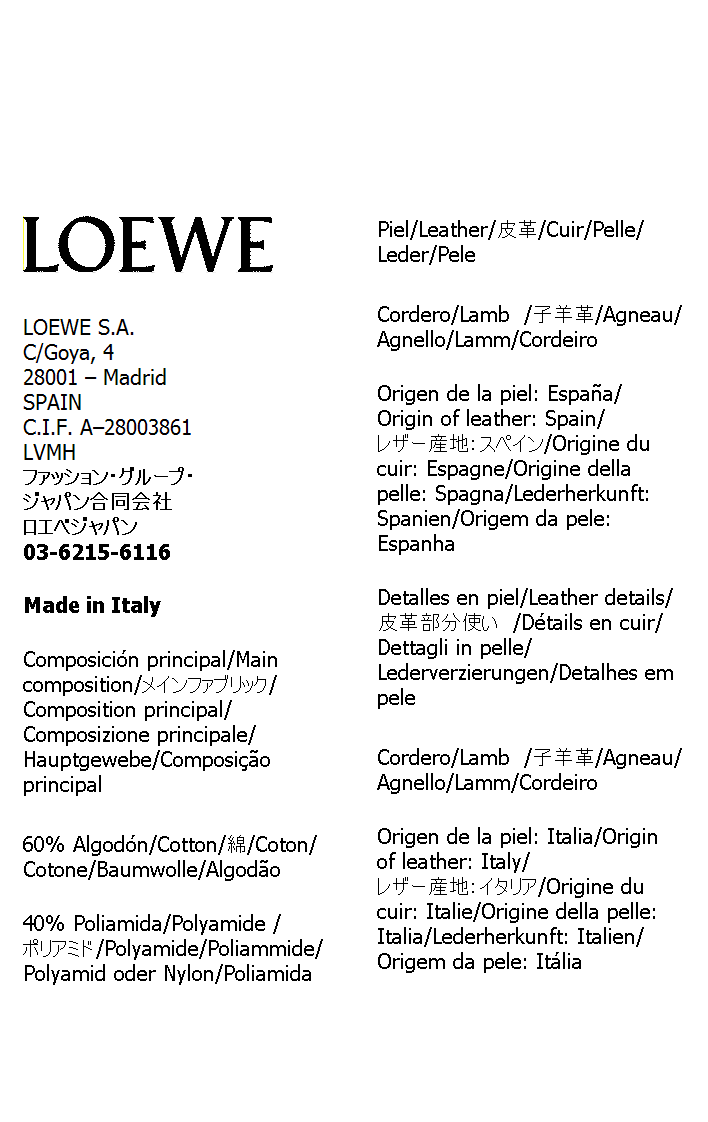 LOEWE
LOEWE S.A.
C/Goya, 4
28001 – Madrid
SPAIN
C.I.F. A–28003861
LVMH
ファッション・グループ・
ジャパン合同会社
ロエベジャパン
03-6215-6116
Made in Italy
Composición principal/Main
composition/メインファブリック/
Composition principal/
Composizione principale/
Hauptgewebe/Composição
principal
60% Algodón/Cotton/綿/Coton/
Cotone/Baumwolle/Algodão
40% Poliamida/Polyamide /
ポリアミド/Polyamide/Poliammide/
Polyamid oder Nylon/Poliamida
Piel/Leather/皮革/Cuir/Pelle/
Leder/Pele
Cordero/Lamb /子羊革/Agneau/
Agnello/Lamm/Cordeiro
Origen de la piel: España/
Origin of leather: Spain/
レザー産地：スペイン/Origine du
cuir: Espagne/Origine della
pelle: Spagna/Lederherkunft:
Spanien/Origem da pele:
Espanha
Detalles en piel/Leather details/
皮革部分使い /Détails en cuir/
Dettagli in pelle/
Lederverzierungen/Detalhes em
pele
Cordero/Lamb /子羊革/Agneau/
Agnello/Lamm/Cordeiro
Origen de la piel: Italia/Origin
of leather: Italy/
レザー産地：イタリア/Origine du
cuir: Italie/Origine della pelle:
Italia/Lederherkunft: Italien/
Origem da pele: Itália